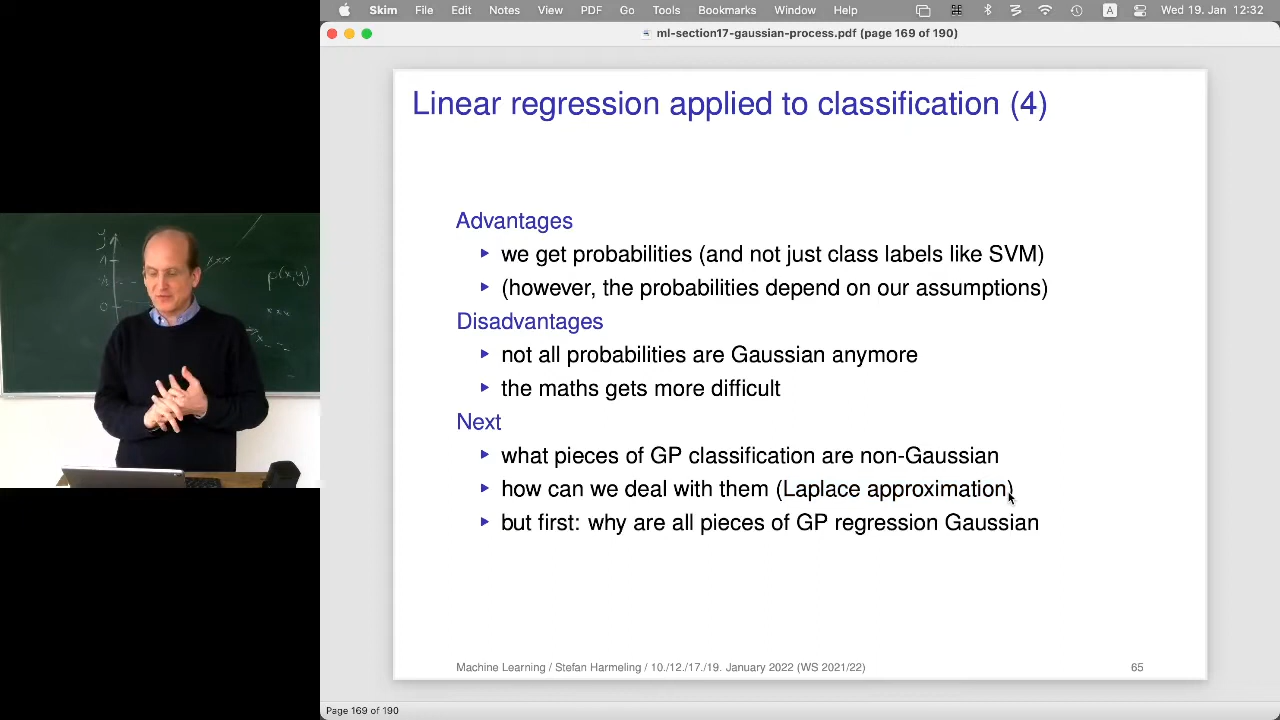 Skim File Edit Notes View PDF Go Tools Bookmarks Window Help A Wed 19. Jan 12:32
ml-section17-gaussian-process.pdf (page 169 of 190)
Linear regression applied to classification (4)
Advantages
we get probabilities (and not just class labels like SVM)
(however, the probabilities depend on our assumptions)
Disadvantages
not all probabilities are Gaussian anymore
the maths gets more difficult
Next
what pieces of GP classification are non-Gaussian
how can we deal with them (Laplace approximation)
but first: why are all pieces of GP regression Gaussian
Machine Learning / Stefan Harmeling / 10./12./17./19. January 2022 (WS 2021/22) 65
Page 169 of 190
y
1
0
xxx
p(x,y)
xxx
x